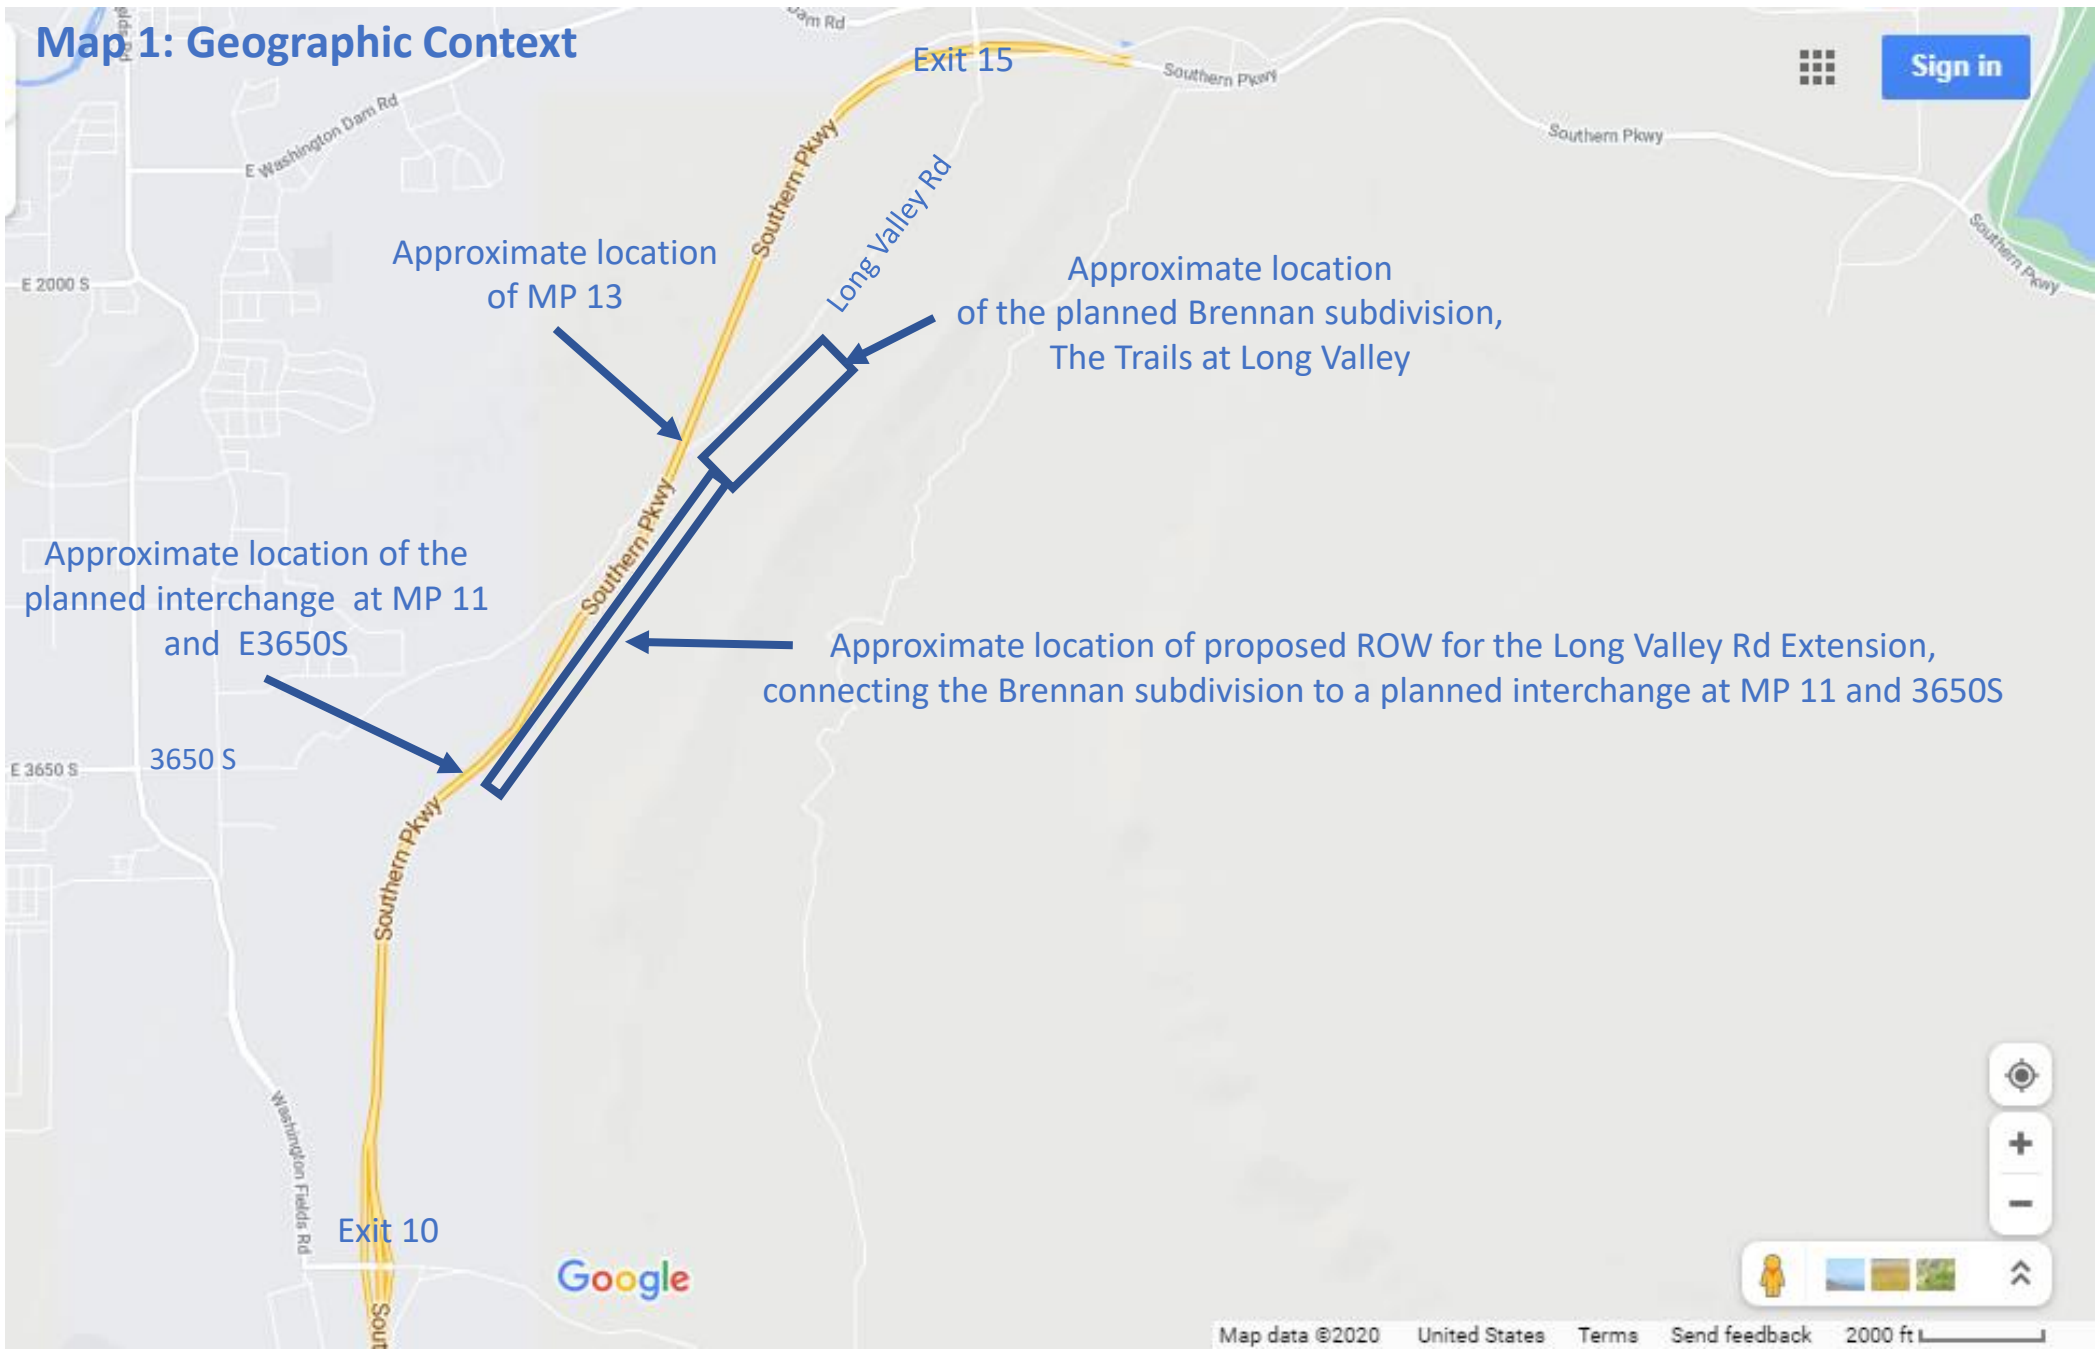 Map 1: Geographic Context
Dam Rd
Exit 15
Southern Pkwy
Sign in
Southern Pkwy
E Washington Dam Rd
Southern Pkwy
Long Valley Rd
Southern Pkwy
Approximate location
of MP 13
Approximate location
of the planned Brennan subdivision,
The Trails at Long Valley
E 2000 S
Southern Pkwy
Approximate location of the
planned interchange at MP 11
and E3650S
Approximate location of proposed ROW for the Long Valley Rd Extension,
connecting the Brennan subdivision to a planned interchange at MP 11 and 3650S
E 3650 S
3650 S
Southern Pkwy
Washington Fields Rd
Exit 10
Sout
Google
Map data ©2020 United States Terms Send feedback 2000 ft